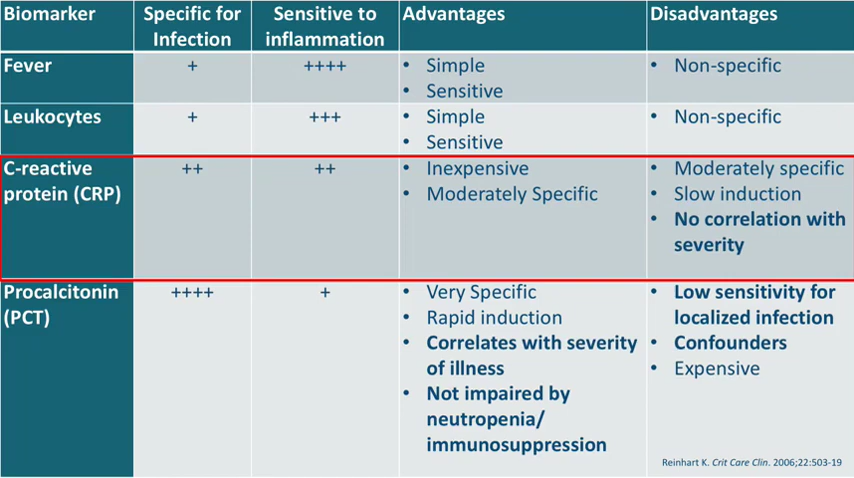 Biomarker
Specific for
Infection
Sensitive to
inflammation
Advantages
Disadvantages
Fever
+
++++
• Simple
• Sensitive
• Non-specific
Leukocytes
+
+++
• Simple
• Sensitive
• Non-specific
C-reactive
protein (CRP)
++
++
• Inexpensive
• Moderately Specific
• Moderately specific
• Slow induction
• No correlation with
severity
Procalcitonin
(PCT)
++++
+
• Very Specific
• Rapid induction
• Correlates with severity
of illness
• Not impaired by
neutropenia/
immunosuppression
• Low sensitivity for
localized infection
• Confounders
• Expensive
Reinhart K. Crit Care Clin. 2006;22:503-19